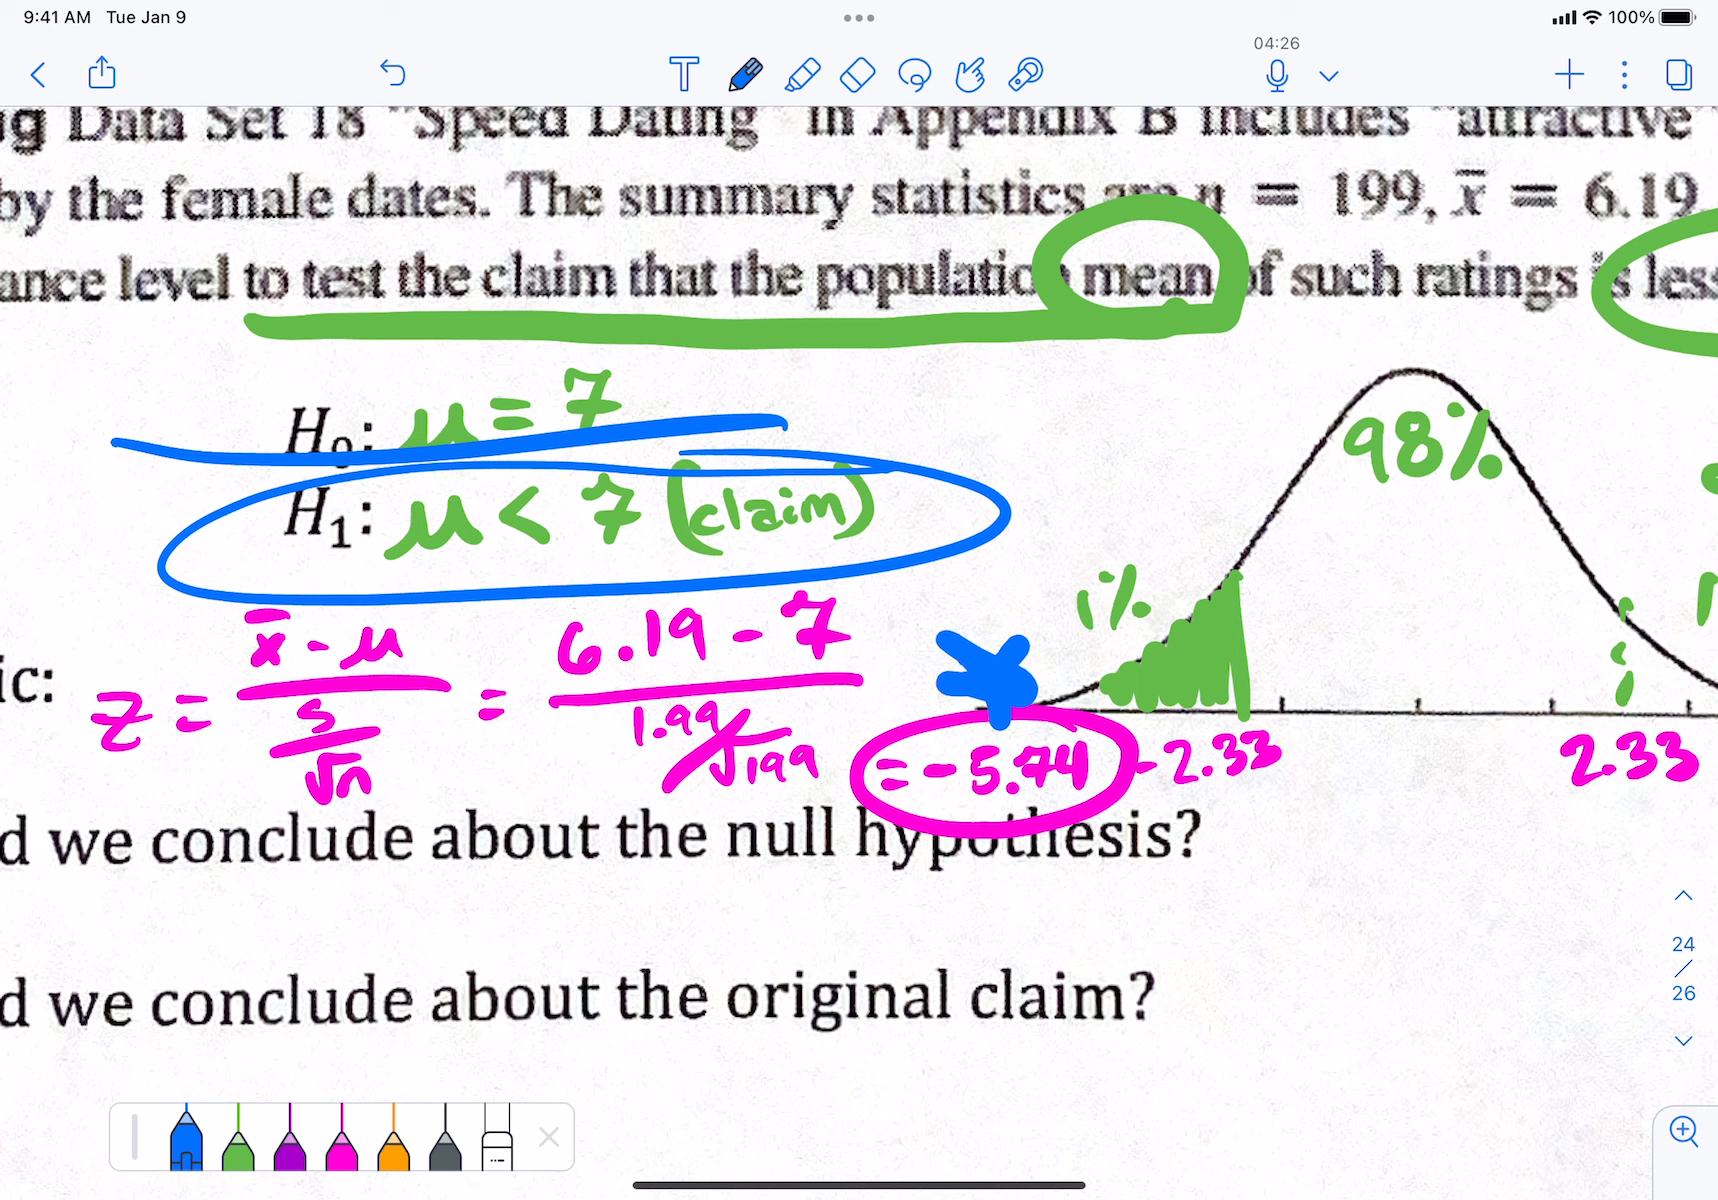 9:41 AM Tue Jan 9
100%
04:26
g Data Set 18 "Speed Dating" in Appendix B includes "attractive
by the female dates. The summary statistics are n = 199, x̄ = 6.19
ance level to test the claim that the population mean of such ratings is less
H₀: μ = 7
H₁: μ < 7 (claim)
98%
1%
ic: z = (x̄ - μ)/(s/√n) = (6.19 - 7)/(1.99/√199) = -5.74
-2.33
2.33
d we conclude about the null hypothesis?
24
/
26
d we conclude about the original claim?